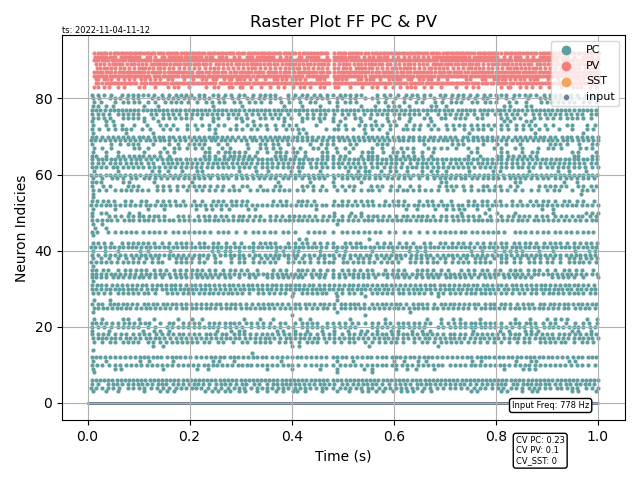 ts: 2022-11-04-11-12
Raster Plot FF PC & PV
PC
PV
SST
input
Neuron Indicies
80
60
40
20
0
Input Freq: 778 Hz
0.0 0.2 0.4 0.6 0.8 1.0
Time (s)
CV PC: 0.23
CV PV: 0.1
CV_SST: 0